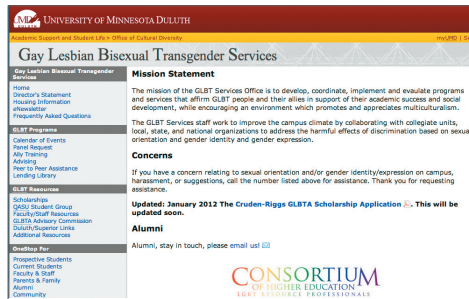 UMD UNIVERSITY OF MINNESOTA DULUTH
DULUTH
Academic Support and Student Life > Office of Cultural Diversity
myUMD |
Gay Lesbian Bisexual Transgender Services
Gay Lesbian Bisexual Transgender
Services
Home
Director's Statement
Housing Information
eNewsletter
Frequently Asked Questions
GLBT Programs
Calendar of Events
Panel Request
Ally Training
Advising
Peer to Peer Assistance
Lending Library
GLBT Resources
Scholarships
QASU Student Group
Faculty/Staff Resources
GLBTA Advisory Commission
Duluth/Superior Links
Additional Resources
OneStop For
Prospective Students
Current Students
Faculty & Staff
Parents & Family
Alumni
Community
Mission Statement
The mission of the GLBT Services Office is to develop, coordinate, implement and evaulate programs
and services that affirm GLBT people and their allies in support of their academic success and social
development, while encouraging an environment which promotes and appreciates multiculturalism.
The GLBT Services staff work to improve the campus climate by collaborating with collegiate units,
local, state, and national organizations to address the harmful effects of discrimination based on sexua
orientation and gender identity and gender expression.
Concerns
If you have a concern relating to sexual orientation and/or gender identity/expression on campus,
harassment, or suggestions, call the number listed above for assistance. Thank you for requesting
assistance.
Updated: January 2012 The Cruden-Riggs GLBTA Scholarship Application . This will be
updated soon.
Alumni
Alumni, stay in touch, please email us!
CONSORTIUM
OF HIGHER EDUCATION
LGBT RESOURCE PROFESSIONALS